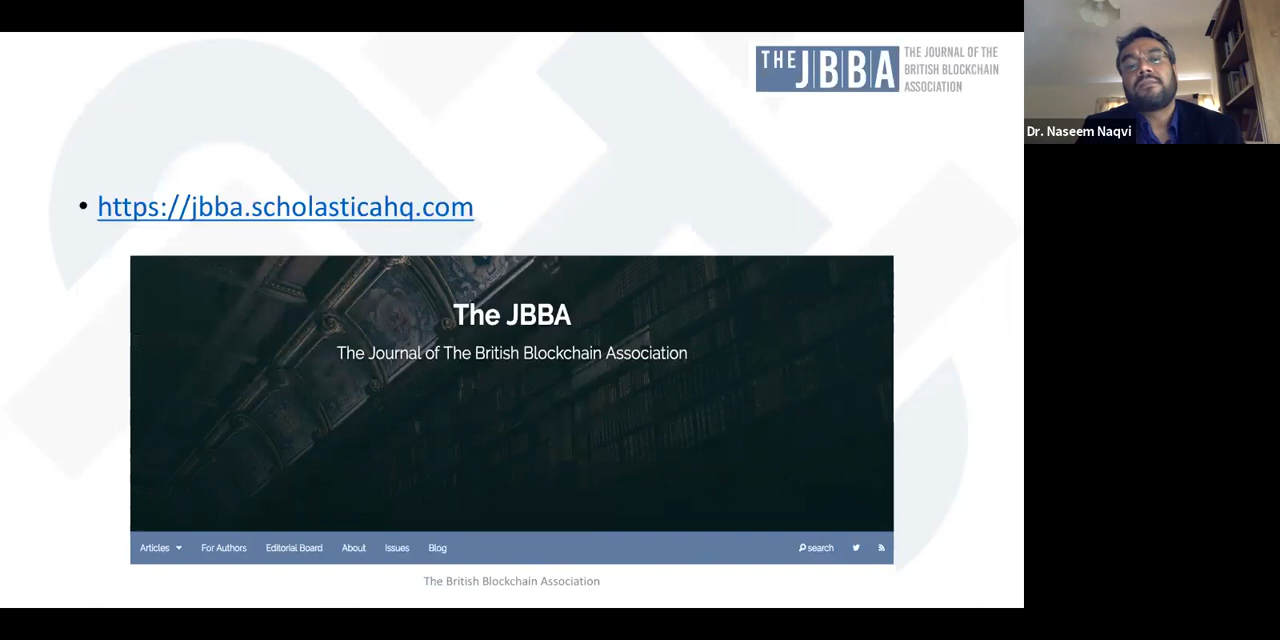 THE JBBA
THE JOURNAL OF THE
BRITISH BLOCKCHAIN
ASSOCIATION
Dr. Naseem Naqvi
• https://jbba.scholasticahq.com
The JBBA
The Journal of The British Blockchain Association
Articles For Authors Editorial Board About Issues Blog search
The British Blockchain Association